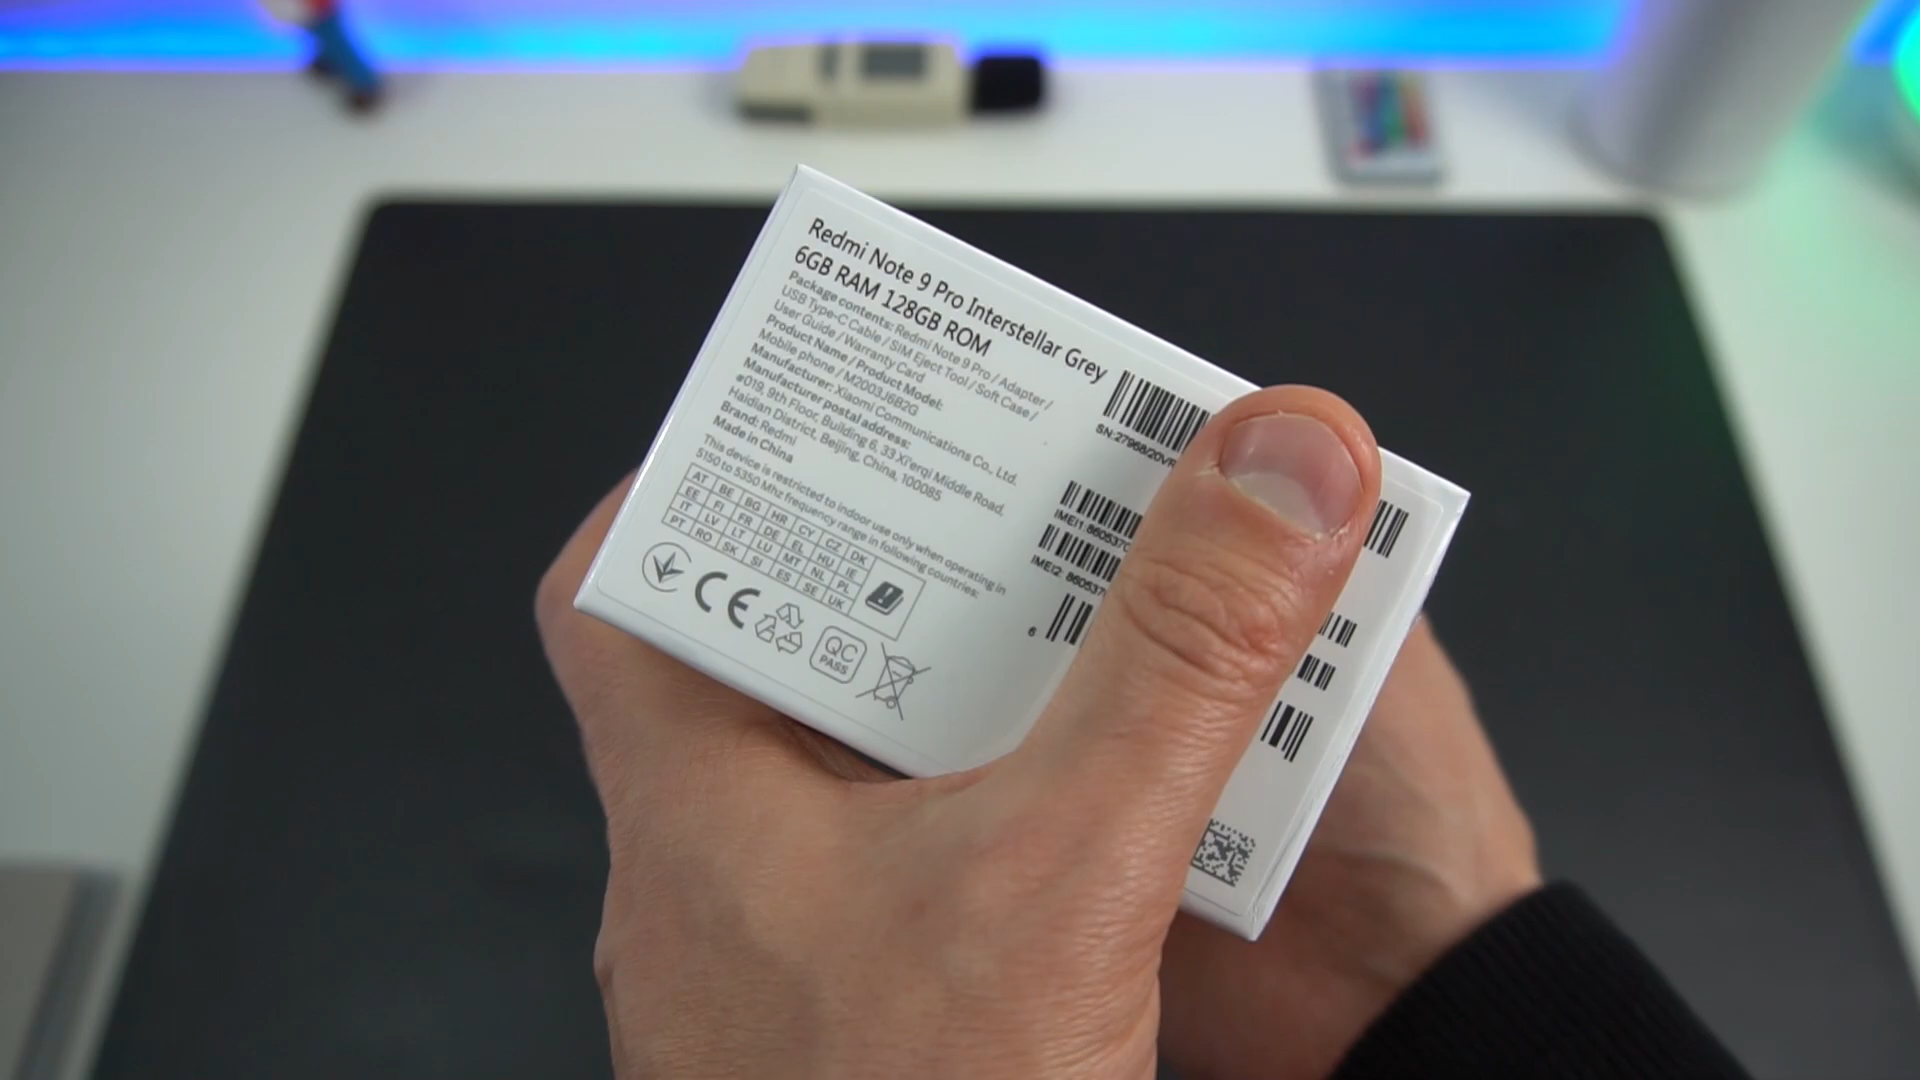 Redmi Note 9 Pro Interstellar Grey
6GB RAM 128GB ROM
Package contents: Redmi Note 9 Pro / Adapter /
USB Type-C Cable / SIM Eject Tool / Soft Case /
User Guide / Warranty Card
Product Name / Product Model:
Mobile phone / M2003J6B2G
Manufacturer: Xiaomi Communications Co., Ltd.
Manufacturer postal address:
#019, 9th Floor, Building 6, 33 Xi'erqi Middle Road,
Haidian District, Beijing, China, 100085
Brand: Redmi
Made in China
This device is restricted to indoor use only when operating in
5150 to 5350 Mhz frequency range in following countries:
AT BE BG HR CY CZ DK
EE FI FR DE EL HU IE
IT LV LT LU MT NL PL
PT RO SK SI ES SE UK
CE
QC
PASS
SN:27968/20VR
IMEI1 860537
IMEI2 860537
6